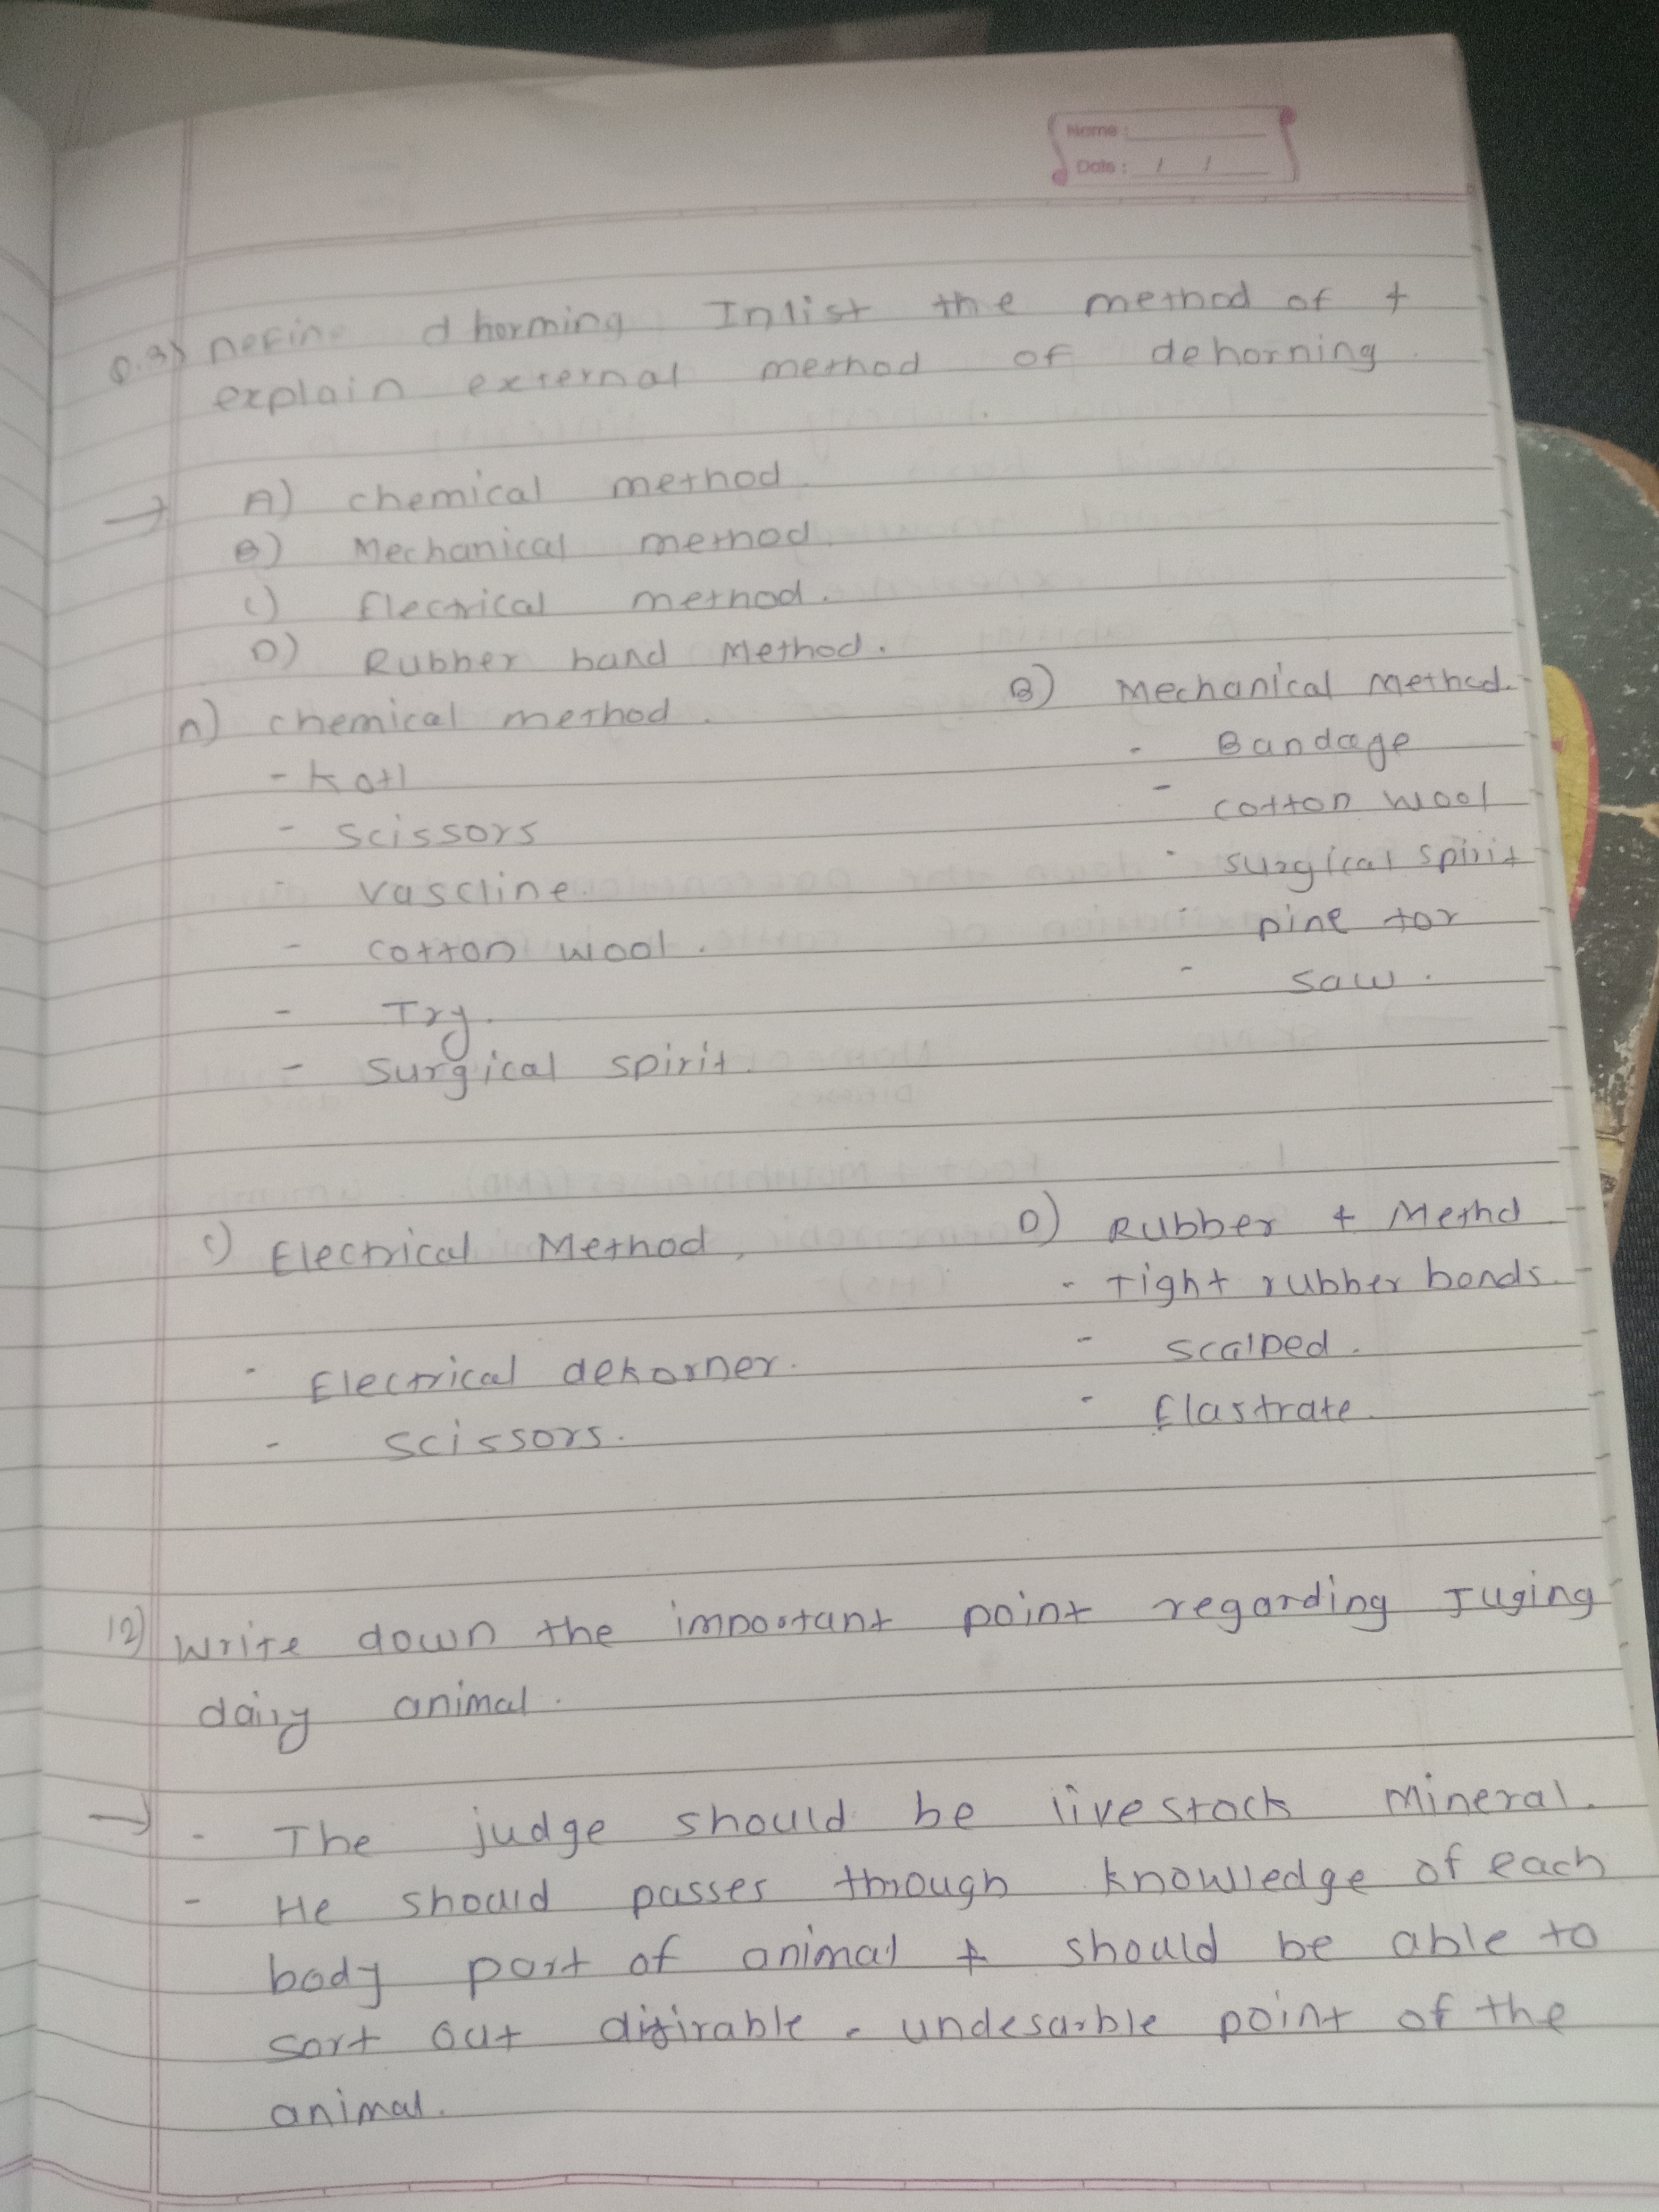 Name :
Date : / /
Q.3) Define dhorming Inlist the method of +
explain external method of dehorning
→ A) chemical method.
B) Mechanical method.
C) Electrical method.
D) Rubber band Method.
A) chemical method.
- KOH
- scissors
- vascline.
- cotton wool.
- Try.
- surgical spirit.
B) Mechanical Method.
- Bandage
- cotton wool
- surgical spirit
- pine tor
- saw.
C) Electrical Method,
- Electrical dehorner.
- scissors.
D) Rubber + Methd
- Tight rubber bonds.
- scalped.
- Elastrate.
12) Write down the important point regarding Juging
dairy animal.
→ - The judge should be livestock Mineral.
- He should passes through knowledge of each
body part of animal + should be able to
sort out disirable - undesarble point of the
animal.